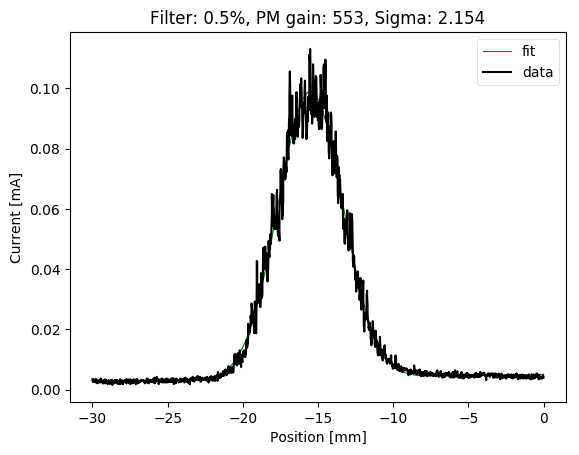 Filter: 0.5%, PM gain: 553, Sigma: 2.154
fit
data
Current [mA]
0.10
0.08
0.06
0.04
0.02
0.00
−30 −25 −20 −15 −10 −5 0
Position [mm]